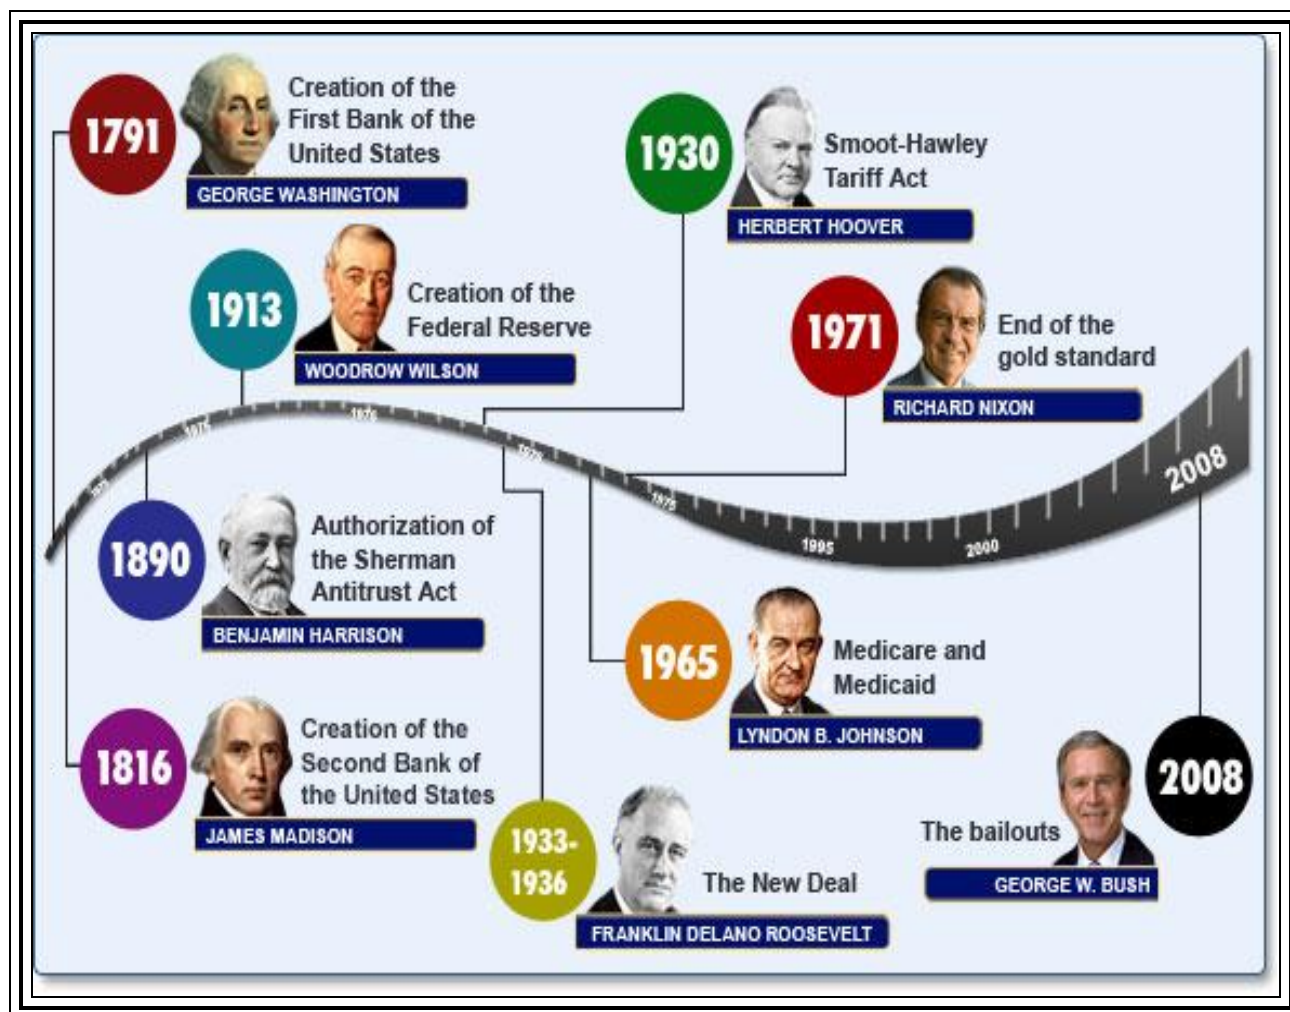 1791
Creation of the
First Bank of the
United States
GEORGE WASHINGTON
1930
Smoot-Hawley
Tariff Act
HERBERT HOOVER
1913
Creation of the
Federal Reserve
WOODROW WILSON
1971
End of the
gold standard
RICHARD NIXON
1975
1975
1975
1975
1995
2000
2008
1890
Authorization of
the Sherman
Antitrust Act
BENJAMIN HARRISON
1965
Medicare and
Medicaid
LYNDON B. JOHNSON
1816
Creation of the
Second Bank of
the United States
JAMES MADISON
1933-
1936
The New Deal
FRANKLIN DELANO ROOSEVELT
2008
The bailouts
GEORGE W. BUSH